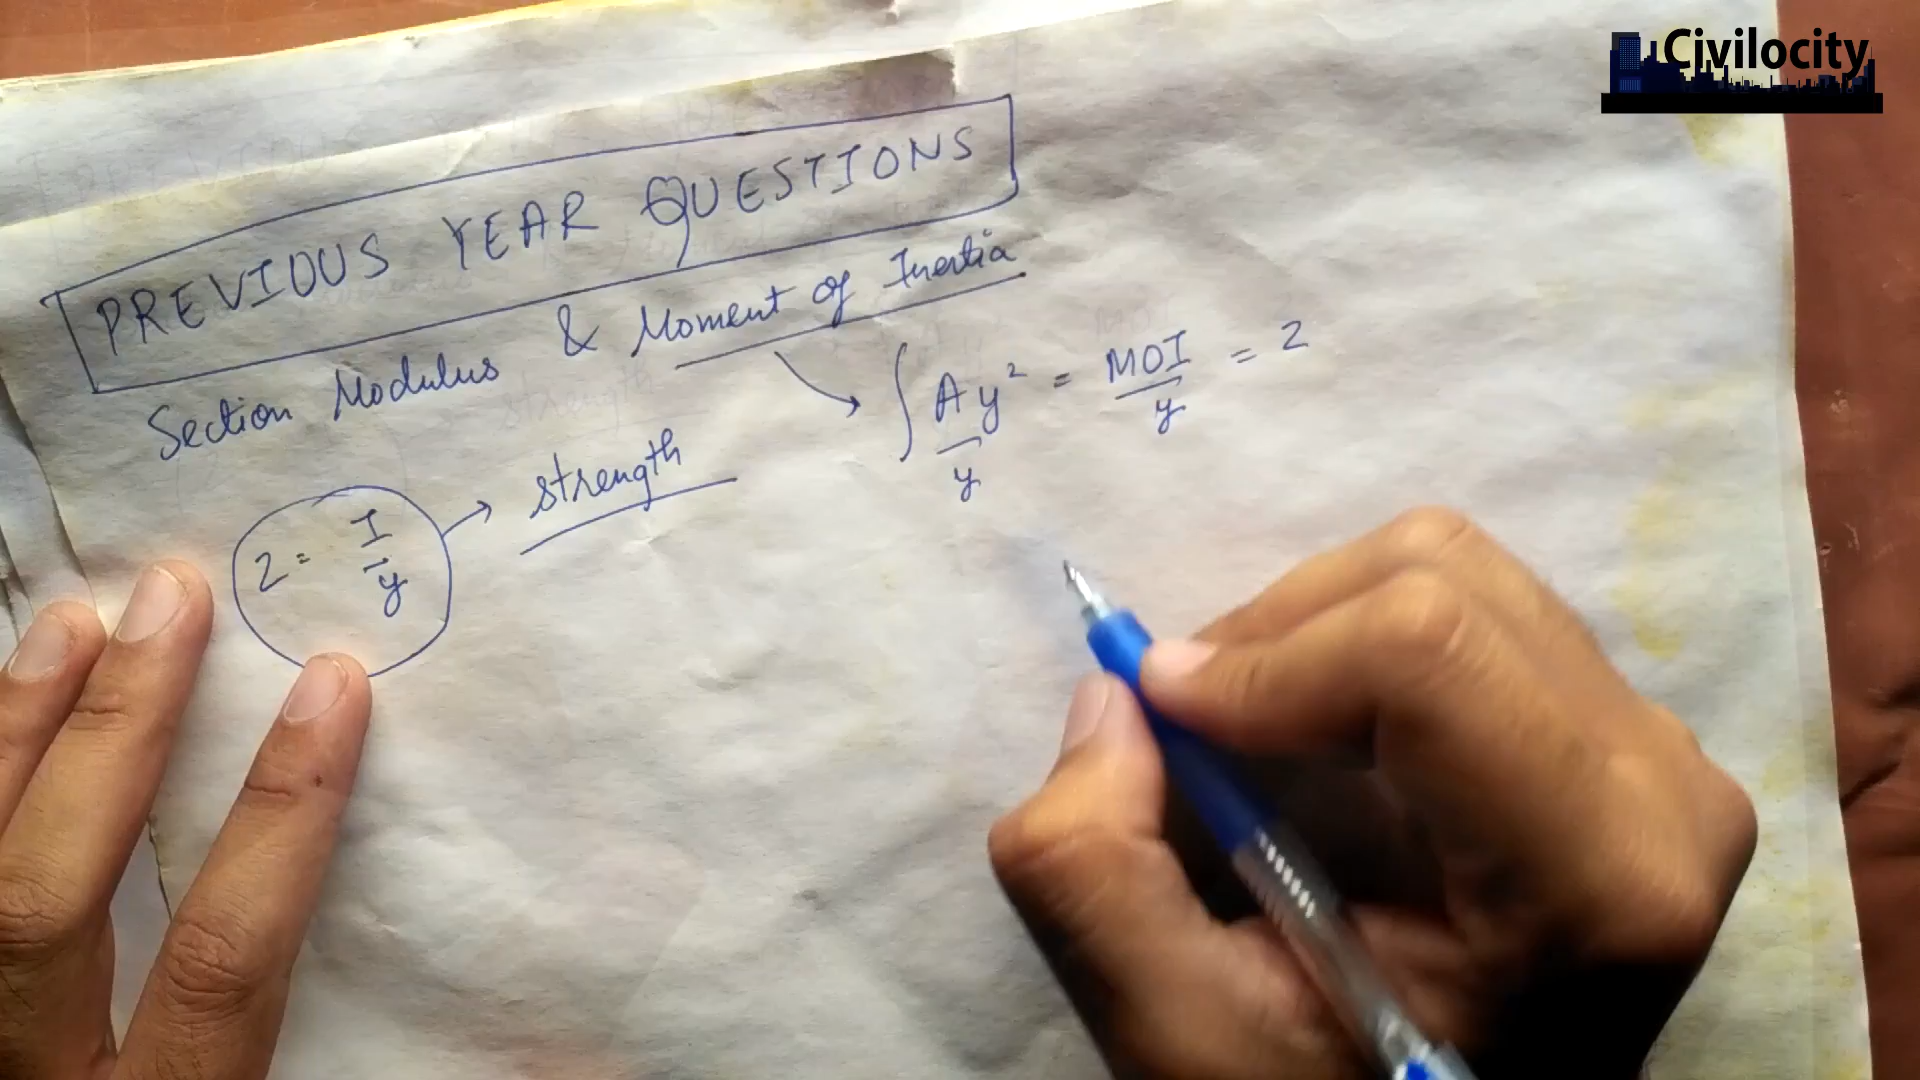 Civilocity
PREVIOUS YEAR QUESTIONS
Section Modulus & Moment of Inertia
∫ Ay² / y = MOI / y = Z
Z = I / y → strength